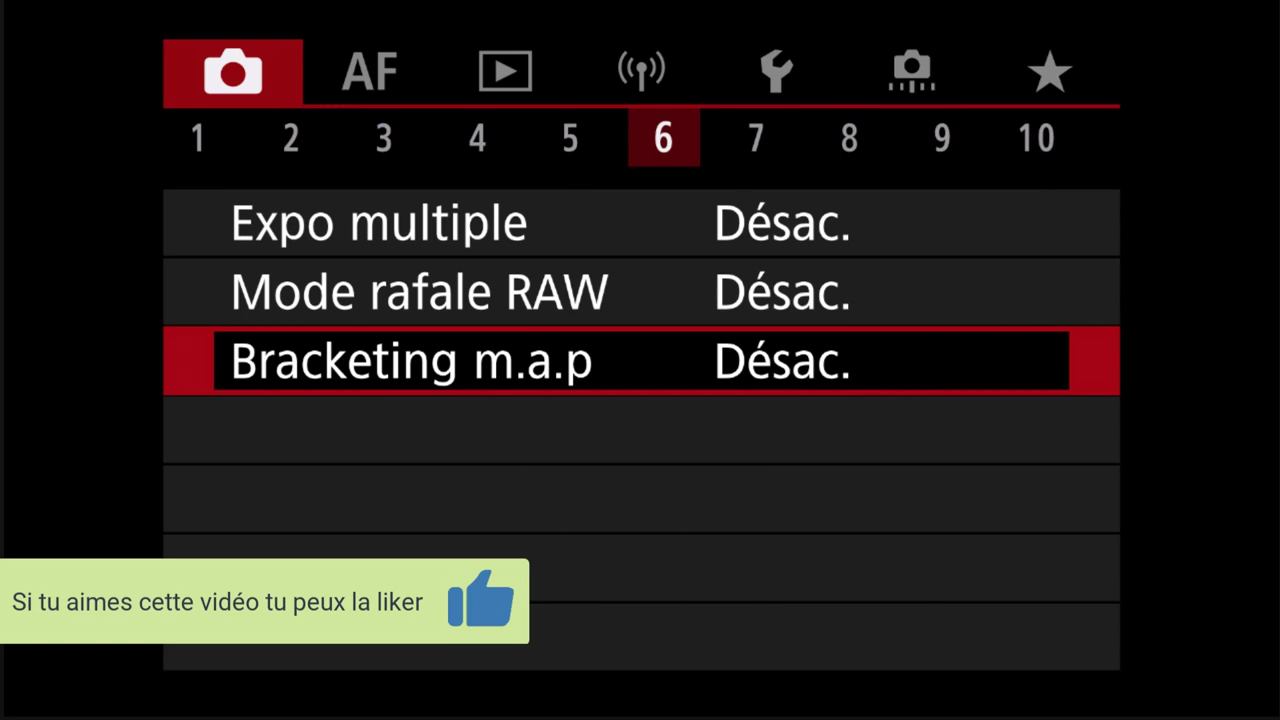 AF
1 2 3 4 5 6 7 8 9 10
Expo multiple Désac.
Mode rafale RAW Désac.
Bracketing m.a.p Désac.
Si tu aimes cette vidéo tu peux la liker